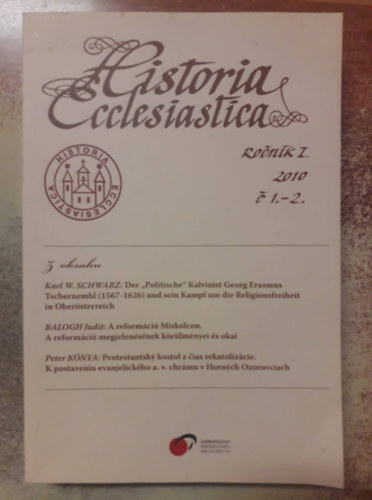 Historia
Ecclesiastica
Ročník I.
2010
č 1.–2.
HISTORIA ECCLESIASTICA
Z obsahu
Karl W. SCHWARZ: Der „Politische" Kalvinist Georg Erasmus
Tschernembl (1567-1626) und sein Kampf um die Religionsfreiheit
in Oberösterreich
BALOGH Judit: A reformáció Miskolcon.
A reformáció megjelenésének körülményei és okai
Peter KÓNYA: Protestantský kostol z čias rekatolizácie.
K postaveniu evanjelického a. v. chrámu v Horných Ozorovciach
UNIVERSITY